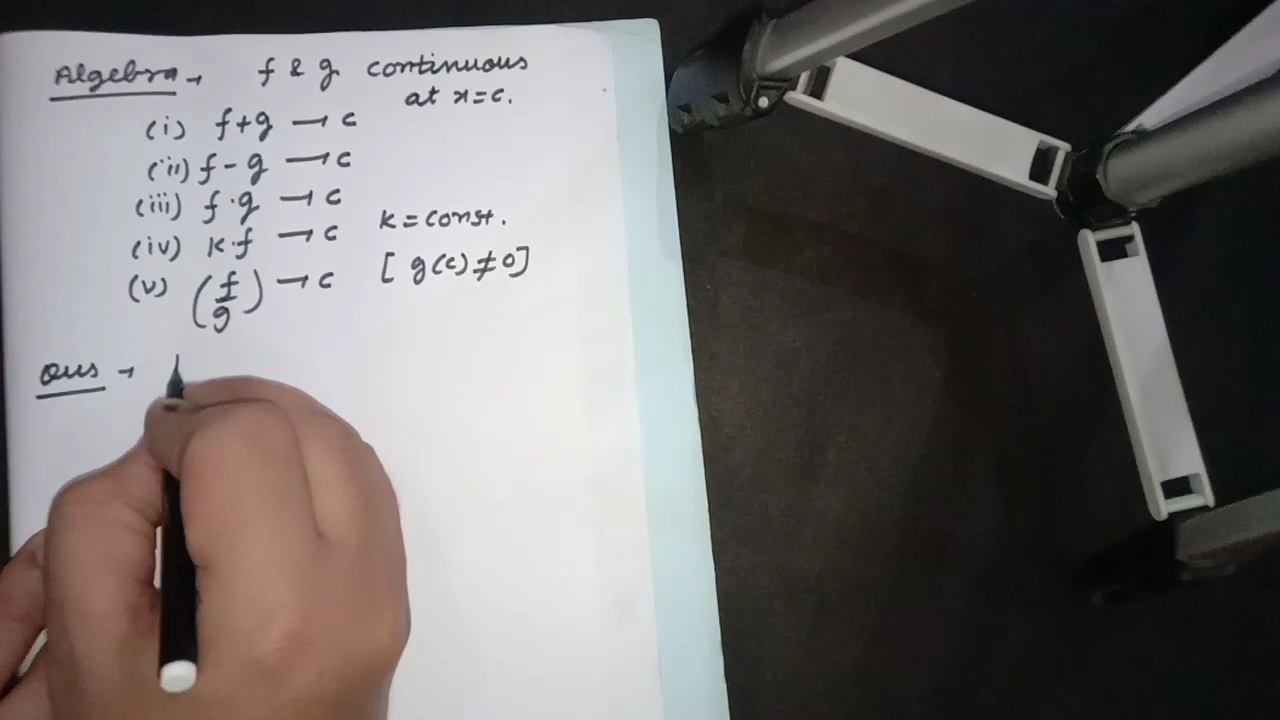 Algebra → f & g continuous
at x=c.
(i) f+g → c
(ii) f-g → c
(iii) f·g → c
(iv) k·f → c k=const.
(v) (f/g) → c [g(c)≠0]
Ques →